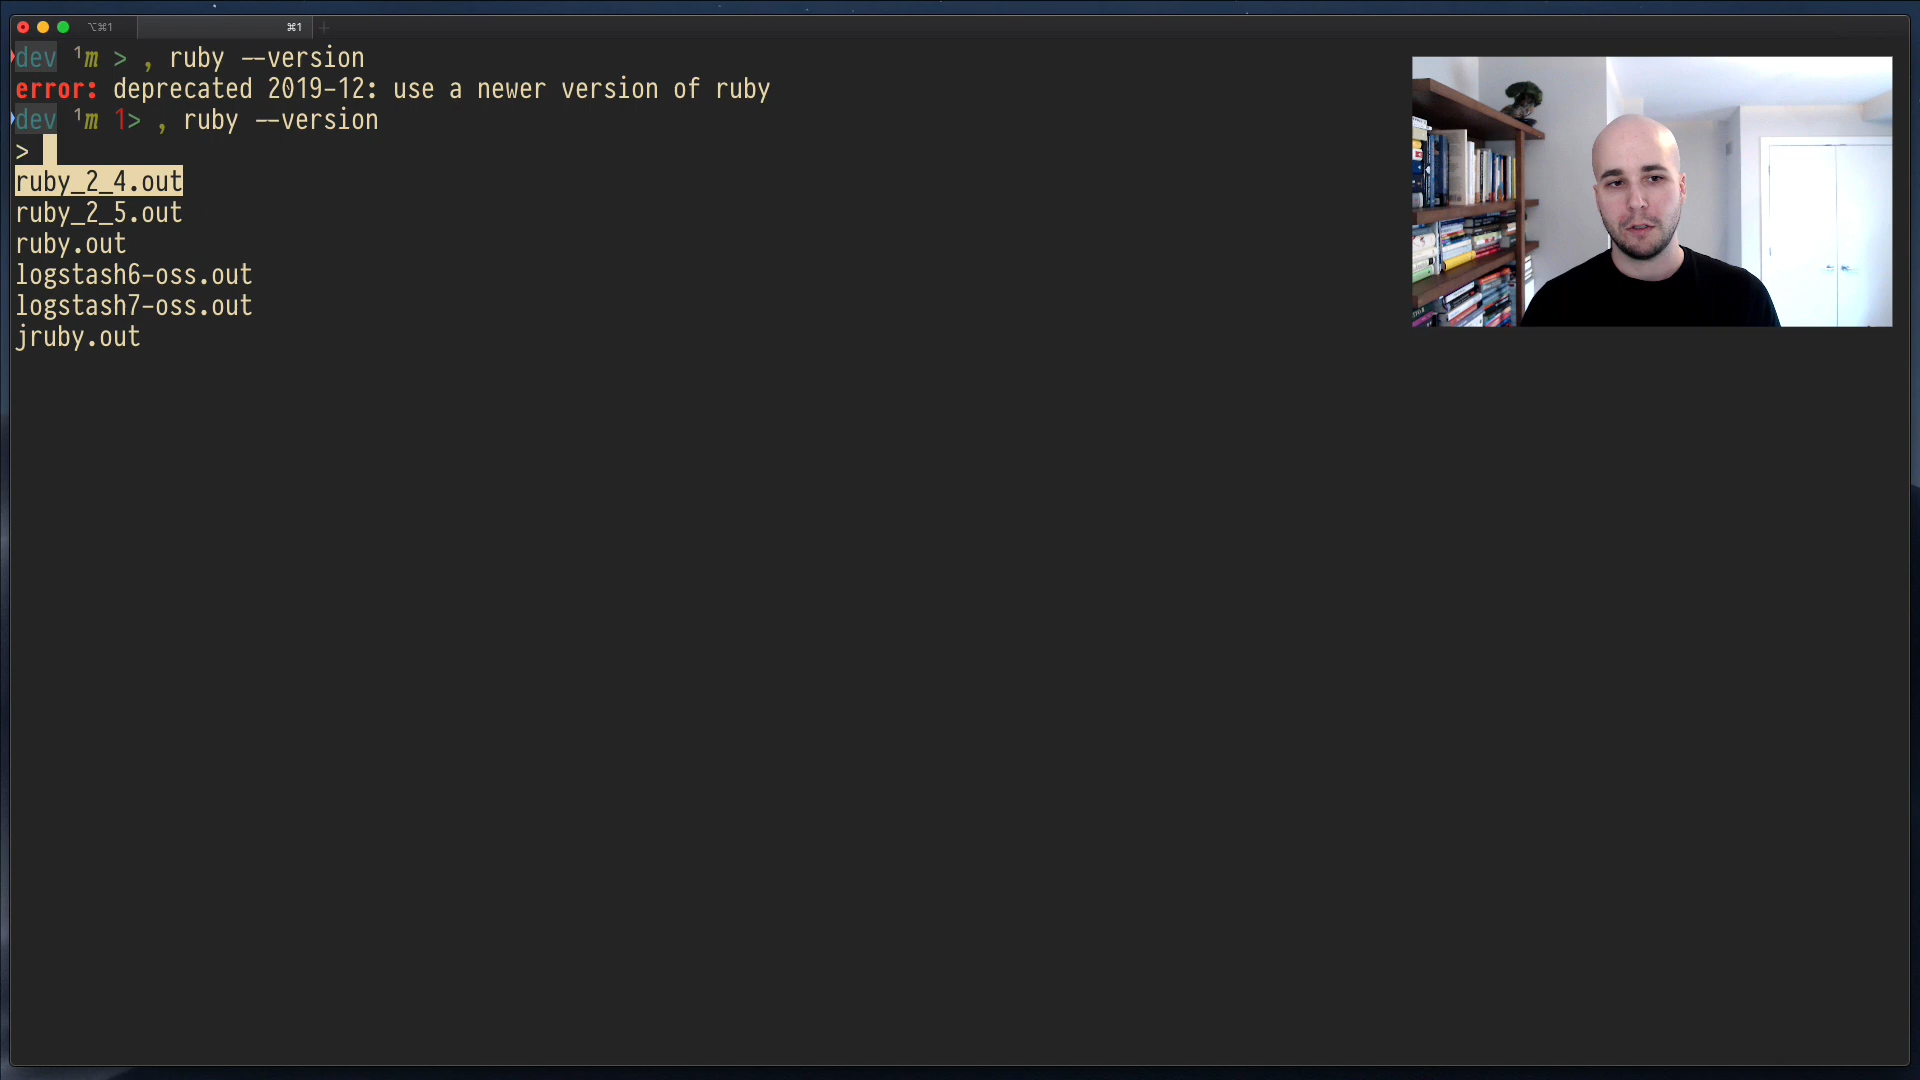 ⌥⌘1 ⌘1 +
dev ¹m > , ruby --version
error: deprecated 2019-12: use a newer version of ruby
dev ¹m 1> , ruby --version
>
ruby_2_4.out
ruby_2_5.out
ruby.out
logstash6-oss.out
logstash7-oss.out
jruby.out